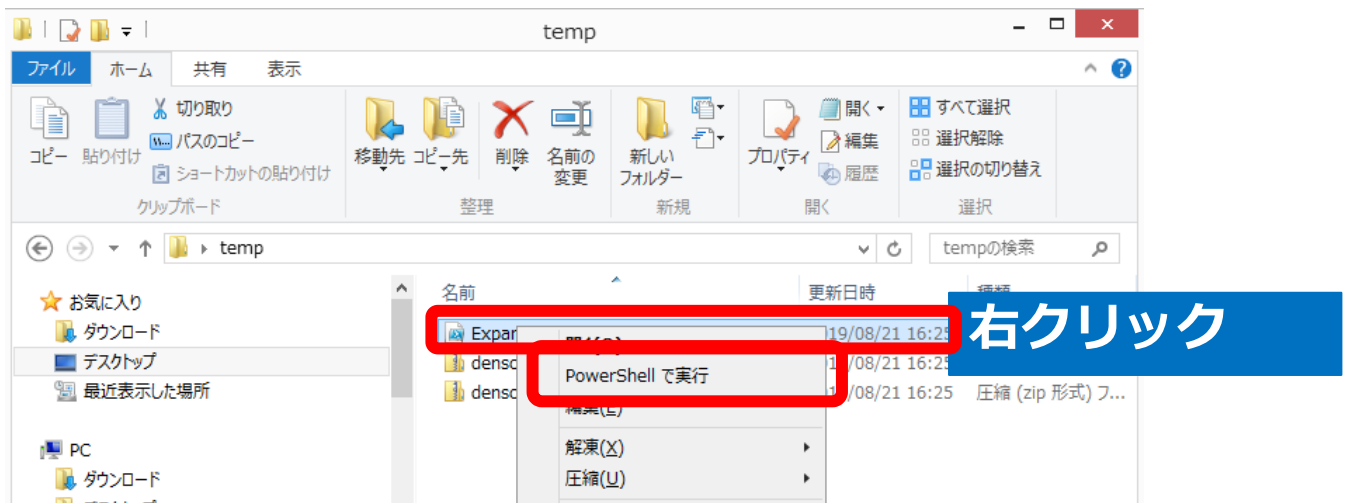 temp
ファイル ホーム 共有 表示
コピー
貼り付け
切り取り
パスのコピー
ショートカットの貼り付け
移動先
コピー先
削除
名前の
変更
新しい
フォルダー
プロパティ
開く
編集
履歴
すべて選択
選択解除
選択の切り替え
クリップボード 整理 新規 開く 選択
temp
tempの検索
お気に入り
ダウンロード
デスクトップ
最近表示した場所
PC
ダウンロード
名前 更新日時
Expan 19/08/21 16:25
右クリック
denso 16:25
denso /08/21 16:25 圧縮 (zip 形式) フ...
PowerShell で実行
編集(E)
解凍(X)
圧縮(U)